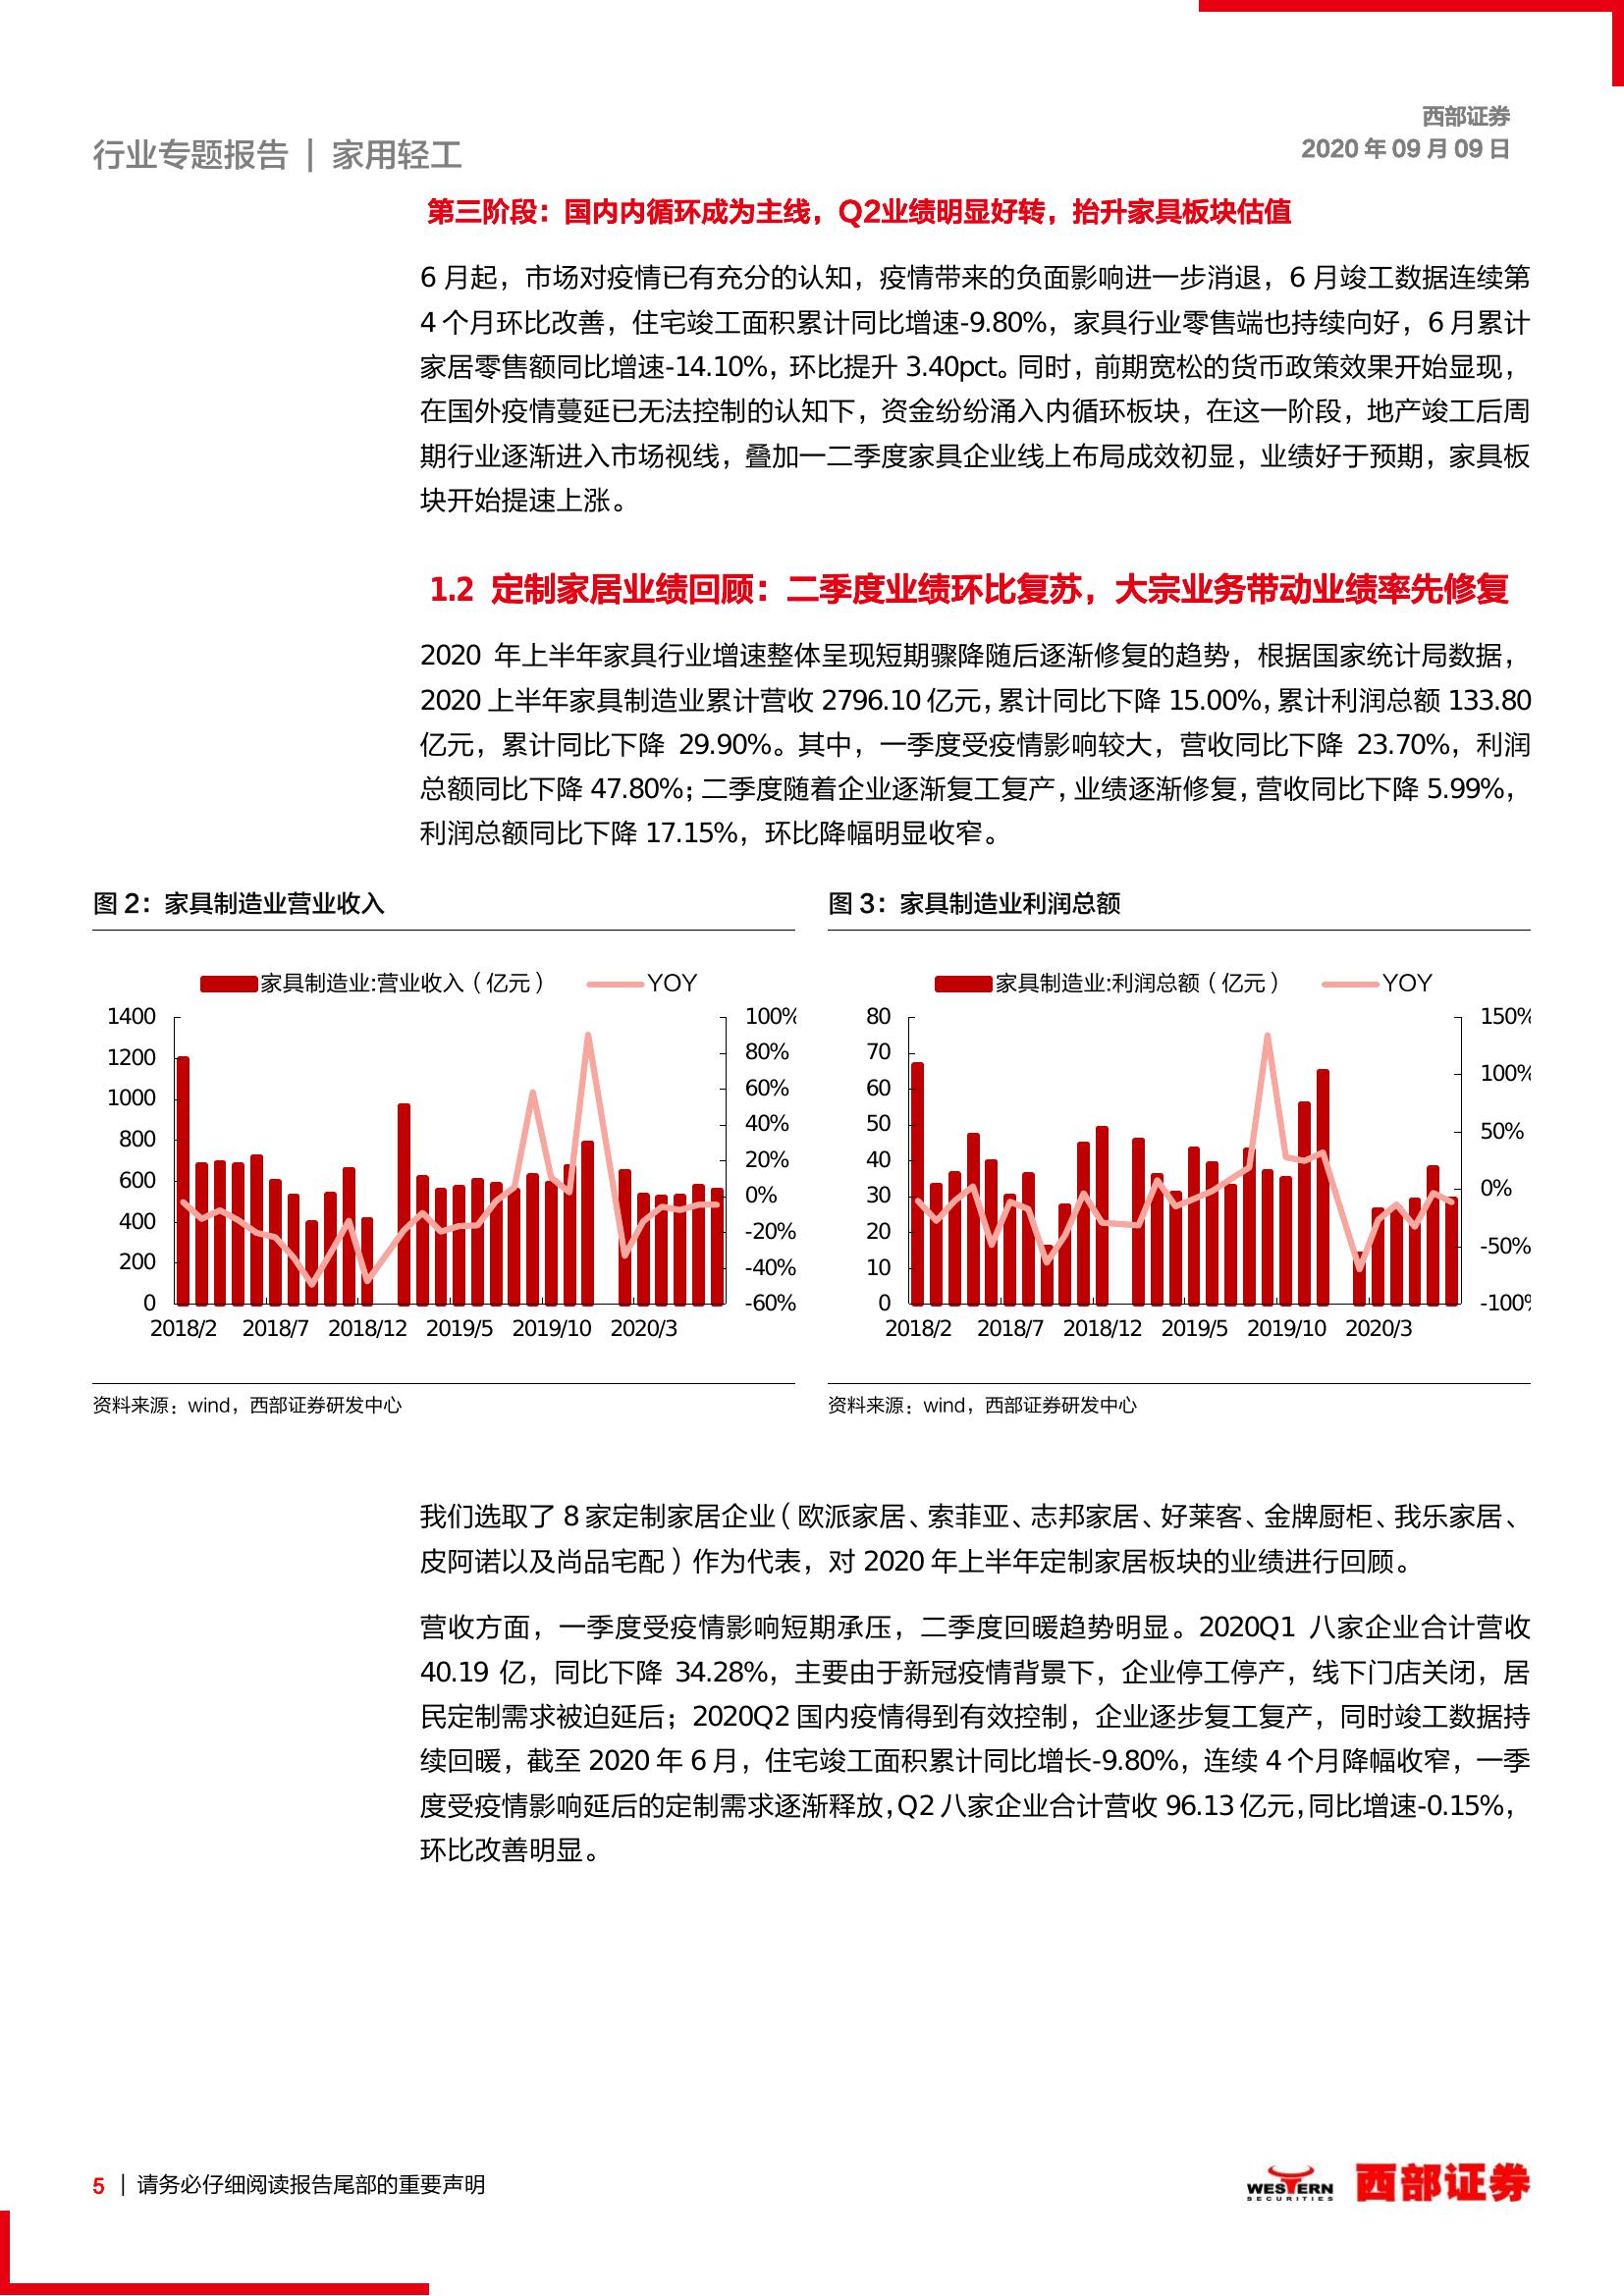 西部证券
行业专题报告 | 家用轻工
2020 年 09 月 09 日
第三阶段：国内内循环成为主线，Q2业绩明显好转，抬升家具板块估值
6 月起，市场对疫情已有充分的认知，疫情带来的负面影响进一步消退，6 月竣工数据连续第
4 个月环比改善，住宅竣工面积累计同比增速-9.80%，家具行业零售端也持续向好，6 月累计
家居零售额同比增速-14.10%，环比提升 3.40pct。同时，前期宽松的货币政策效果开始显现，
在国外疫情蔓延已无法控制的认知下，资金纷纷涌入内循环板块，在这一阶段，地产竣工后周
期行业逐渐进入市场视线，叠加一二季度家具企业线上布局成效初显，业绩好于预期，家具板
块开始提速上涨。
1.2 定制家居业绩回顾：二季度业绩环比复苏，大宗业务带动业绩率先修复
2020 年上半年家具行业增速整体呈现短期骤降随后逐渐修复的趋势，根据国家统计局数据，
2020 上半年家具制造业累计营收 2796.10 亿元，累计同比下降 15.00%，累计利润总额 133.80
亿元，累计同比下降 29.90%。其中，一季度受疫情影响较大，营收同比下降 23.70%，利润
总额同比下降 47.80%；二季度随着企业逐渐复工复产，业绩逐渐修复，营收同比下降 5.99%，
利润总额同比下降 17.15%，环比降幅明显收窄。
图 2：家具制造业营业收入
家具制造业:营业收入（亿元） YOY
1400
1200
1000
800
600
400
200
0
100%
80%
60%
40%
20%
0%
-20%
-40%
-60%
2018/2 2018/7 2018/12 2019/5 2019/10 2020/3
资料来源：wind，西部证券研发中心
图 3：家具制造业利润总额
家具制造业:利润总额（亿元） YOY
80
70
60
50
40
30
20
10
0
150%
100%
50%
0%
-50%
-100%
2018/2 2018/7 2018/12 2019/5 2019/10 2020/3
资料来源：wind，西部证券研发中心
我们选取了 8 家定制家居企业（欧派家居、索菲亚、志邦家居、好莱客、金牌厨柜、我乐家居、
皮阿诺以及尚品宅配）作为代表，对 2020 年上半年定制家居板块的业绩进行回顾。
营收方面，一季度受疫情影响短期承压，二季度回暖趋势明显。2020Q1 八家企业合计营收
40.19 亿，同比下降 34.28%，主要由于新冠疫情背景下，企业停工停产，线下门店关闭，居
民定制需求被迫延后；2020Q2 国内疫情得到有效控制，企业逐步复工复产，同时竣工数据持
续回暖，截至 2020 年 6 月，住宅竣工面积累计同比增长-9.80%，连续 4 个月降幅收窄，一季
度受疫情影响延后的定制需求逐渐释放，Q2 八家企业合计营收 96.13 亿元，同比增速-0.15%，
环比改善明显。
5 | 请务必仔细阅读报告尾部的重要声明
WESTERN
SECURITIES
西部证券